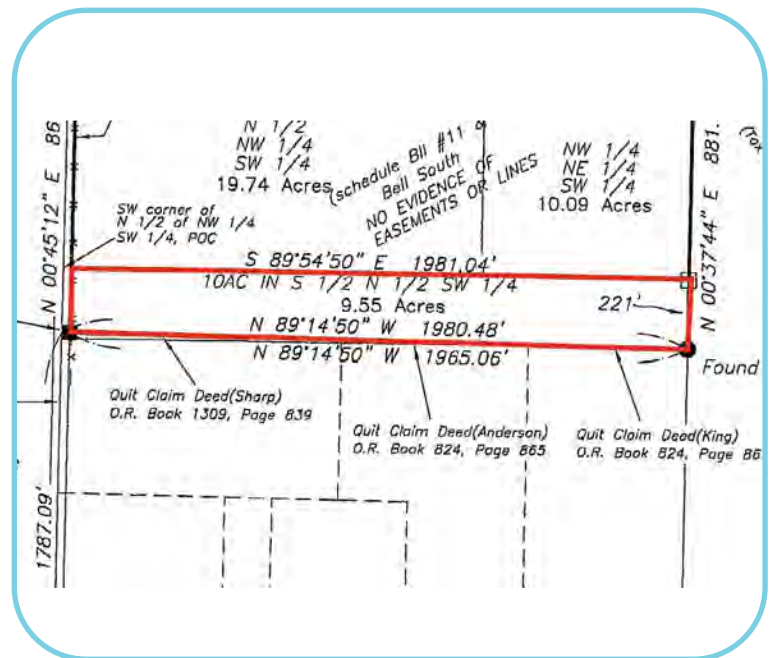 N 1/2
NW 1/4
SW 1/4
19.74 Acres
(schedule BII #11 &
Bell South
NO EVIDENCE OF
EASEMENTS OR LINES
NW 1/4
NE 1/4
SW 1/4
10.09 Acres
(Tax
N 00°45'12" E 86
N 00°37'44" E 881.
SW corner of
N 1/2 of NW 1/4
SW 1/4, POC
S 89°54'50" E 1981.04'
10AC IN S 1/2 N 1/2 SW 1/4
9.55 Acres
221'
N 89°14'50" W 1980.48'
N 89°14'50" W 1965.06'
Found
Quit Claim Deed(Sharp)
O.R. Book 1309, Page 839
Quit Claim Deed(Anderson)
O.R. Book 824, Page 865
Quit Claim Deed(King)
O.R. Book 824, Page 86
1787.09'